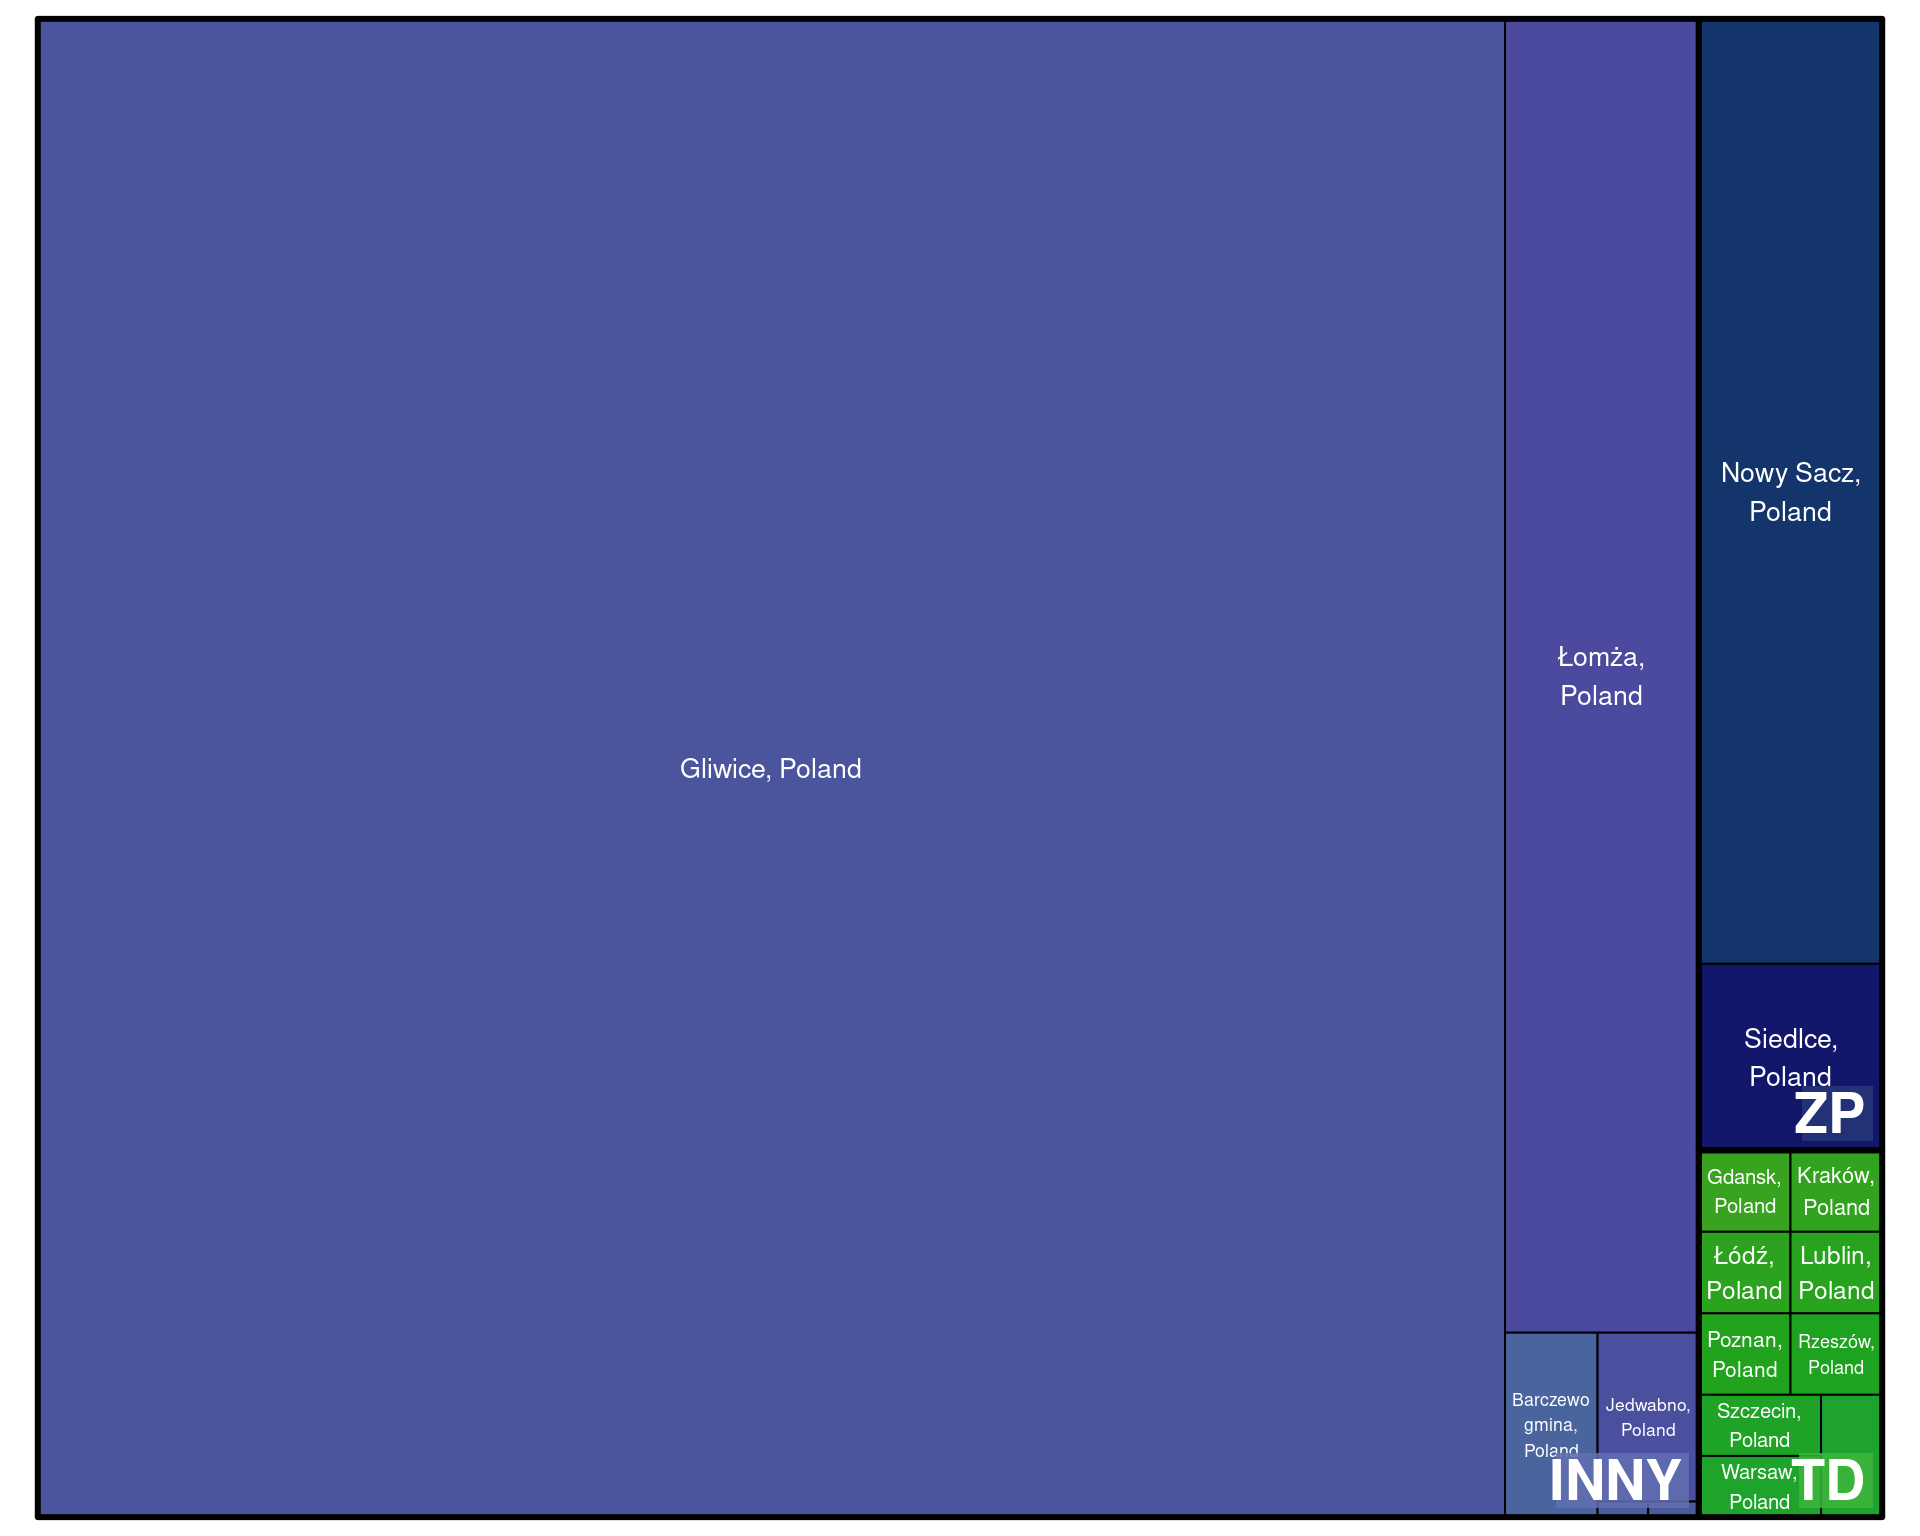 Gliwice, Poland
Łomża,
Poland
Barczewo
gmina,
Poland
Jedwabno,
Poland
INNY
Nowy Sacz,
Poland
Siedlce,
Poland
ZP
Gdansk,
Poland
Kraków,
Poland
Łódź,
Poland
Lublin,
Poland
Poznan,
Poland
Rzeszów,
Poland
Szczecin,
Poland
Warsaw,
Poland
TD